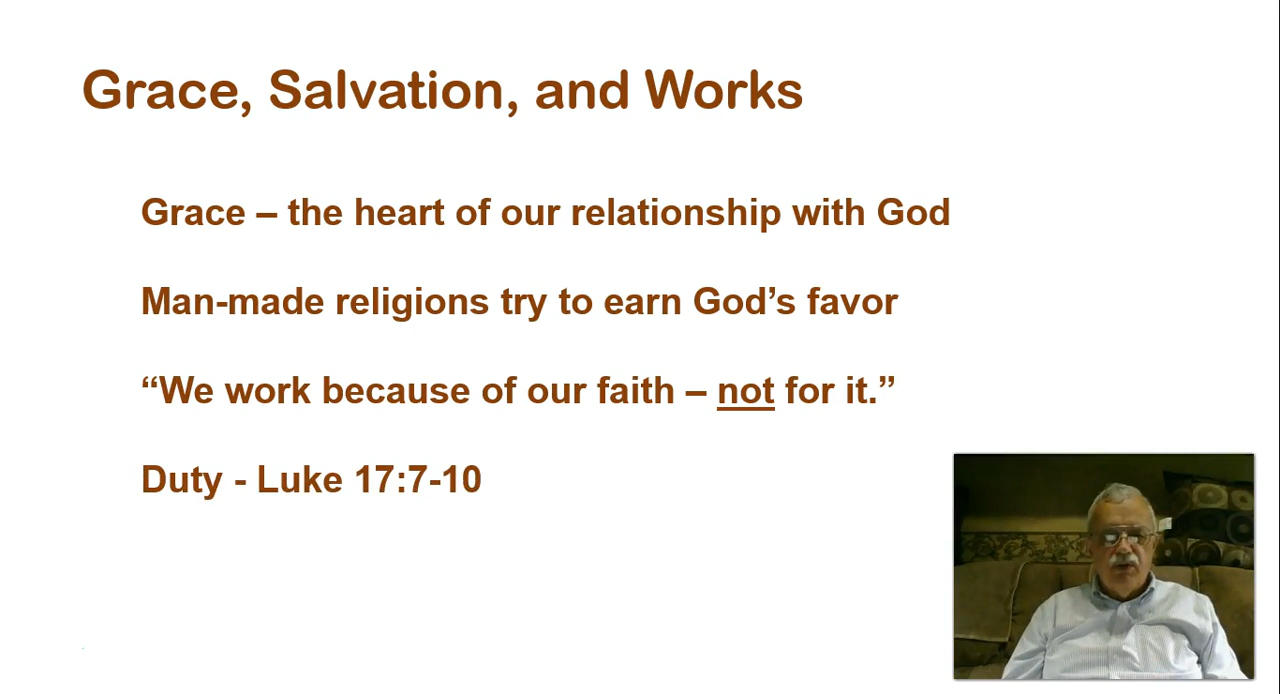 Grace, Salvation, and Works
Grace – the heart of our relationship with God
Man-made religions try to earn God’s favor
“We work because of our faith – not for it.”
Duty - Luke 17:7-10